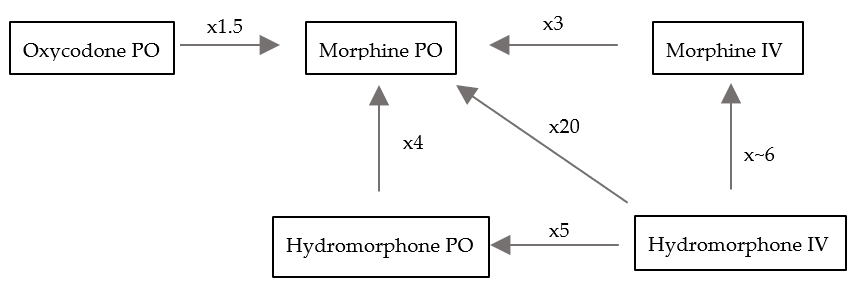 x1.5
x3
Oxycodone PO
Morphine PO
Morphine IV
x4
x20
x~6
Hydromorphone PO
x5
Hydromorphone IV